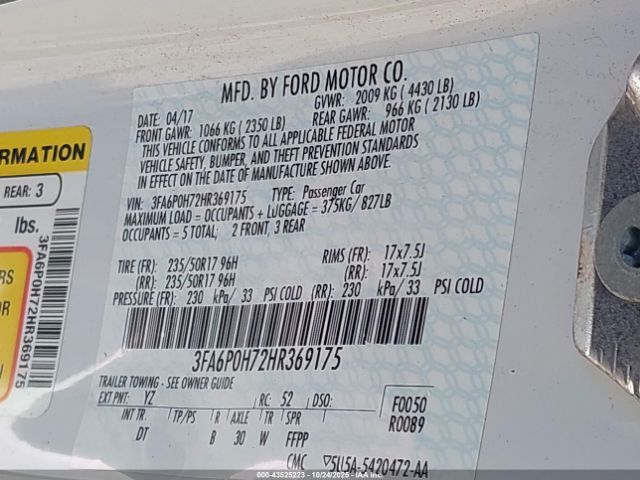 MFD. BY FORD MOTOR CO.
DATE: 04/17 GVWR: 2009 KG ( 4430 LB)
FRONT GAWR: 1066 KG ( 2350 LB) REAR GAWR: 966 KG ( 2130 LB)
THIS VEHICLE CONFORMS TO ALL APPLICABLE FEDERAL MOTOR
VEHICLE SAFETY, BUMPER, AND THEFT PREVENTION STANDARDS
IN EFFECT ON THE DATE OF MANUFACTURE SHOWN ABOVE.
VIN: 3FA6P0H72HR369175 TYPE: Passenger Car
MAXIMUM LOAD = OCCUPANTS + LUGGAGE = 375KG/ 827LB
OCCUPANTS = 5 TOTAL; 2 FRONT, 3 REAR
TIRE (FR): 235/50R17 96H RIMS (FR): 17x7.5J
(RR): 235/50R17 96H (RR): 17x7.5J
PRESSURE (FR): 230 kPa/ 33 PSI COLD (RR): 230 kPa/ 33 PSI COLD
3FA6P0H72HR369175
TRAILER TOWING - SEE OWNER GUIDE
EXT PNT: YZ RC: 52 DSO: F0050
INT TR. TP/PS R AXLE TR SPR R0089
DT B 30 W FFPP
CMC 5U5A-5420472-AA
RMATION
REAR: 3
lbs.
RS
OR
N
3FA6P0H72HR369175
000-43525223 - 10/24/2025 - IAAI